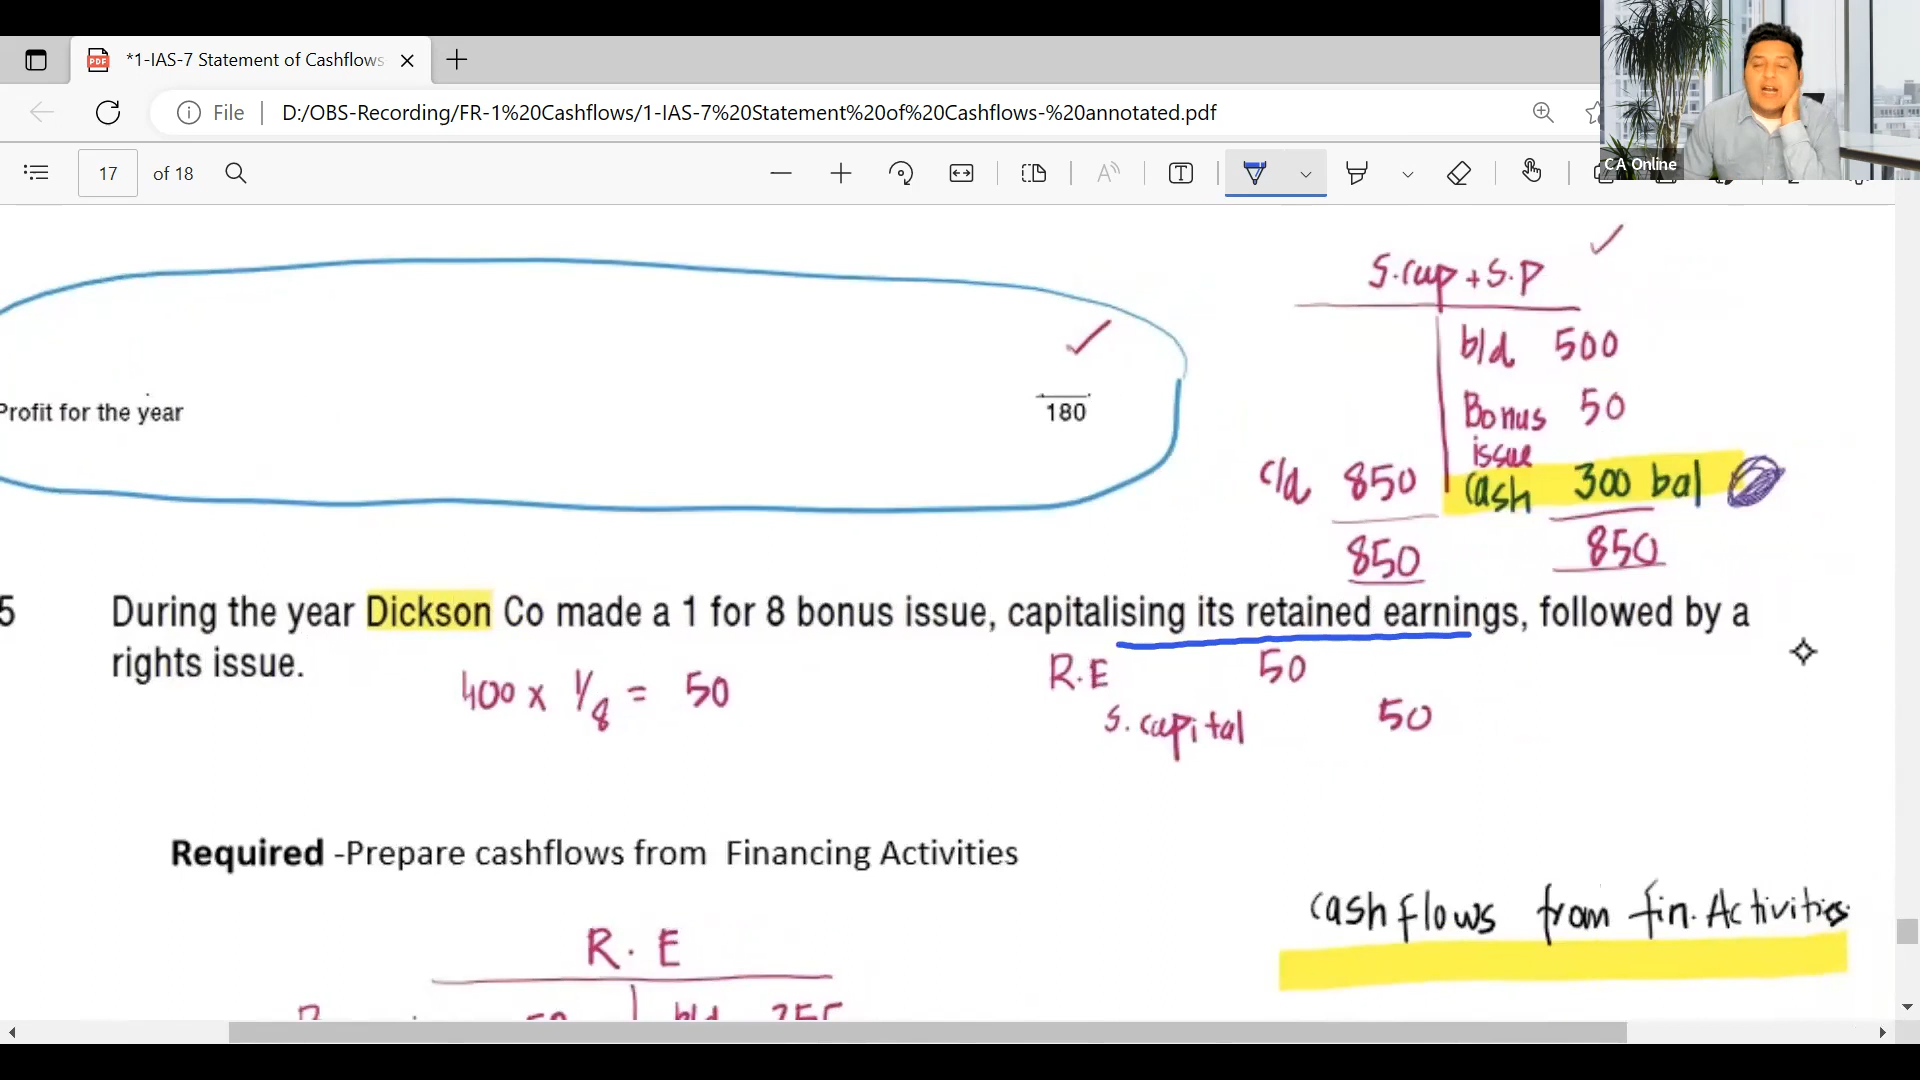 *1-IAS-7 Statement of Cashflows
File D:/OBS-Recording/FR-1%20Cashflows/1-IAS-7%20Statement%20of%20Cashflows-%20annotated.pdf
CA Online
17 of 18
S.Cap + S.P
b/d 500
Profit for the year 180
Bonus 50
issue
c/d 850 Cash 300 bal
850 850
5 During the year Dickson Co made a 1 for 8 bonus issue, capitalising its retained earnings, followed by a
rights issue.
400 x 1/8 = 50
R.E 50
S. capital 50
Required -Prepare cashflows from Financing Activities
Cash flows from fin. Activities
R. E
b/d